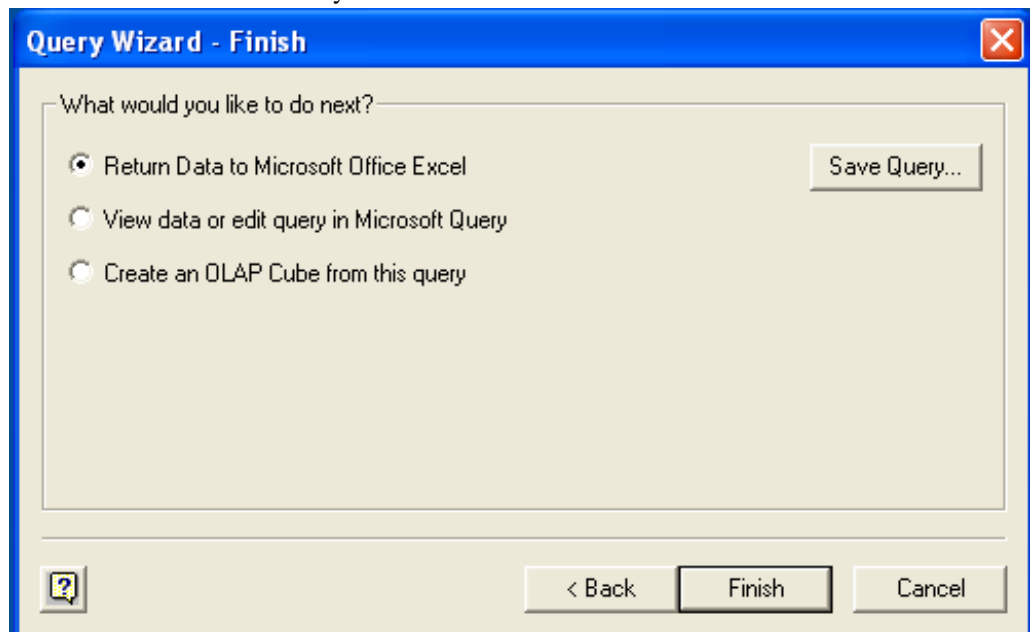 Query Wizard - Finish
What would you like to do next?
Return Data to Microsoft Office Excel
Save Query...
View data or edit query in Microsoft Query
Create an OLAP Cube from this query
?
< Back
Finish
Cancel